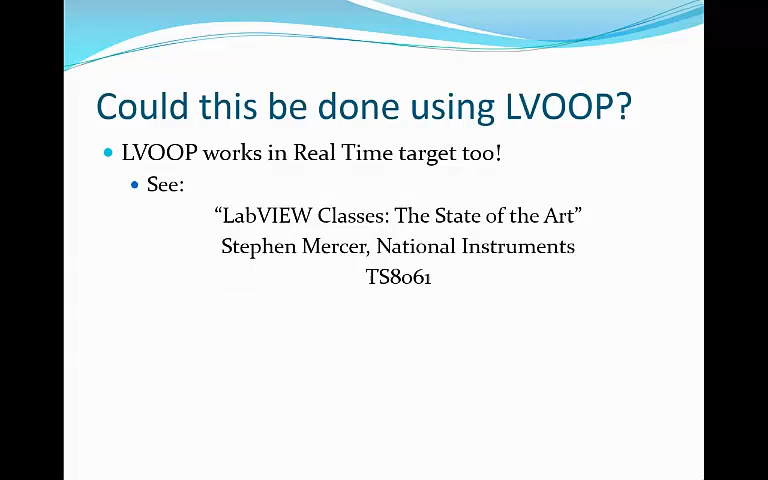 Could this be done using LVOOP?
LVOOP works in Real Time target too!
See:
“LabVIEW Classes: The State of the Art”
Stephen Mercer, National Instruments
TS8061